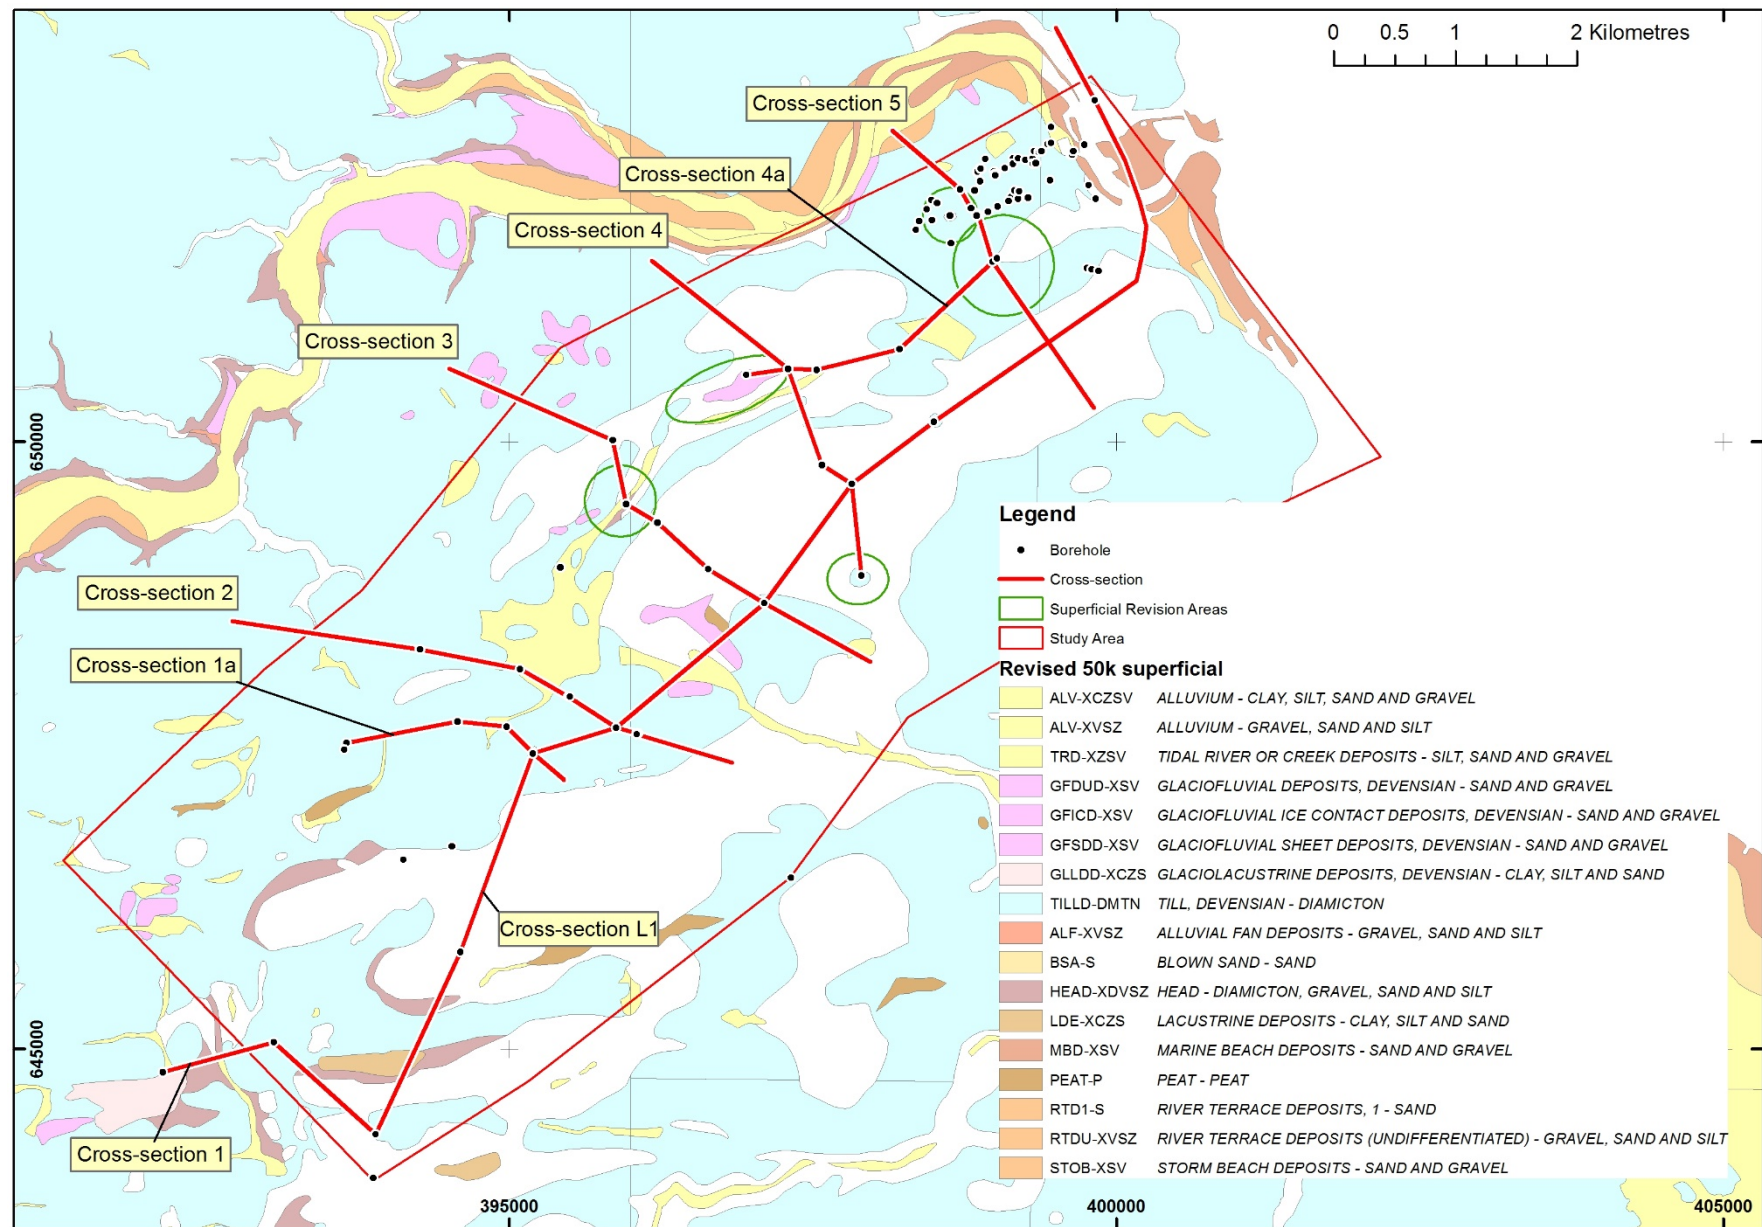 0 0.5 1 2 Kilometres
Cross-section 5
Cross-section 4a
Cross-section 4
Cross-section 3
650000
Cross-section 2
Cross-section 1a
Cross-section L1
645000
Cross-section 1
395000
400000
405000
Legend
Borehole
Cross-section
Superficial Revision Areas
Study Area
Revised 50k superficial
ALV-XCZSV ALLUVIUM - CLAY, SILT, SAND AND GRAVEL
ALV-XVSZ ALLUVIUM - GRAVEL, SAND AND SILT
TRD-XZSV TIDAL RIVER OR CREEK DEPOSITS - SILT, SAND AND GRAVEL
GFDUD-XSV GLACIOFLUVIAL DEPOSITS, DEVENSIAN - SAND AND GRAVEL
GFICD-XSV GLACIOFLUVIAL ICE CONTACT DEPOSITS, DEVENSIAN - SAND AND GRAVEL
GFSDD-XSV GLACIOFLUVIAL SHEET DEPOSITS, DEVENSIAN - SAND AND GRAVEL
GLLDD-XCZS GLACIOLACUSTRINE DEPOSITS, DEVENSIAN - CLAY, SILT AND SAND
TILLD-DMTN TILL, DEVENSIAN - DIAMICTON
ALF-XVSZ ALLUVIAL FAN DEPOSITS - GRAVEL, SAND AND SILT
BSA-S BLOWN SAND - SAND
HEAD-XDVSZ HEAD - DIAMICTON, GRAVEL, SAND AND SILT
LDE-XCZS LACUSTRINE DEPOSITS - CLAY, SILT AND SAND
MBD-XSV MARINE BEACH DEPOSITS - SAND AND GRAVEL
PEAT-P PEAT - PEAT
RTD1-S RIVER TERRACE DEPOSITS, 1 - SAND
RTDU-XVSZ RIVER TERRACE DEPOSITS (UNDIFFERENTIATED) - GRAVEL, SAND AND SILT
STOB-XSV STORM BEACH DEPOSITS - SAND AND GRAVEL